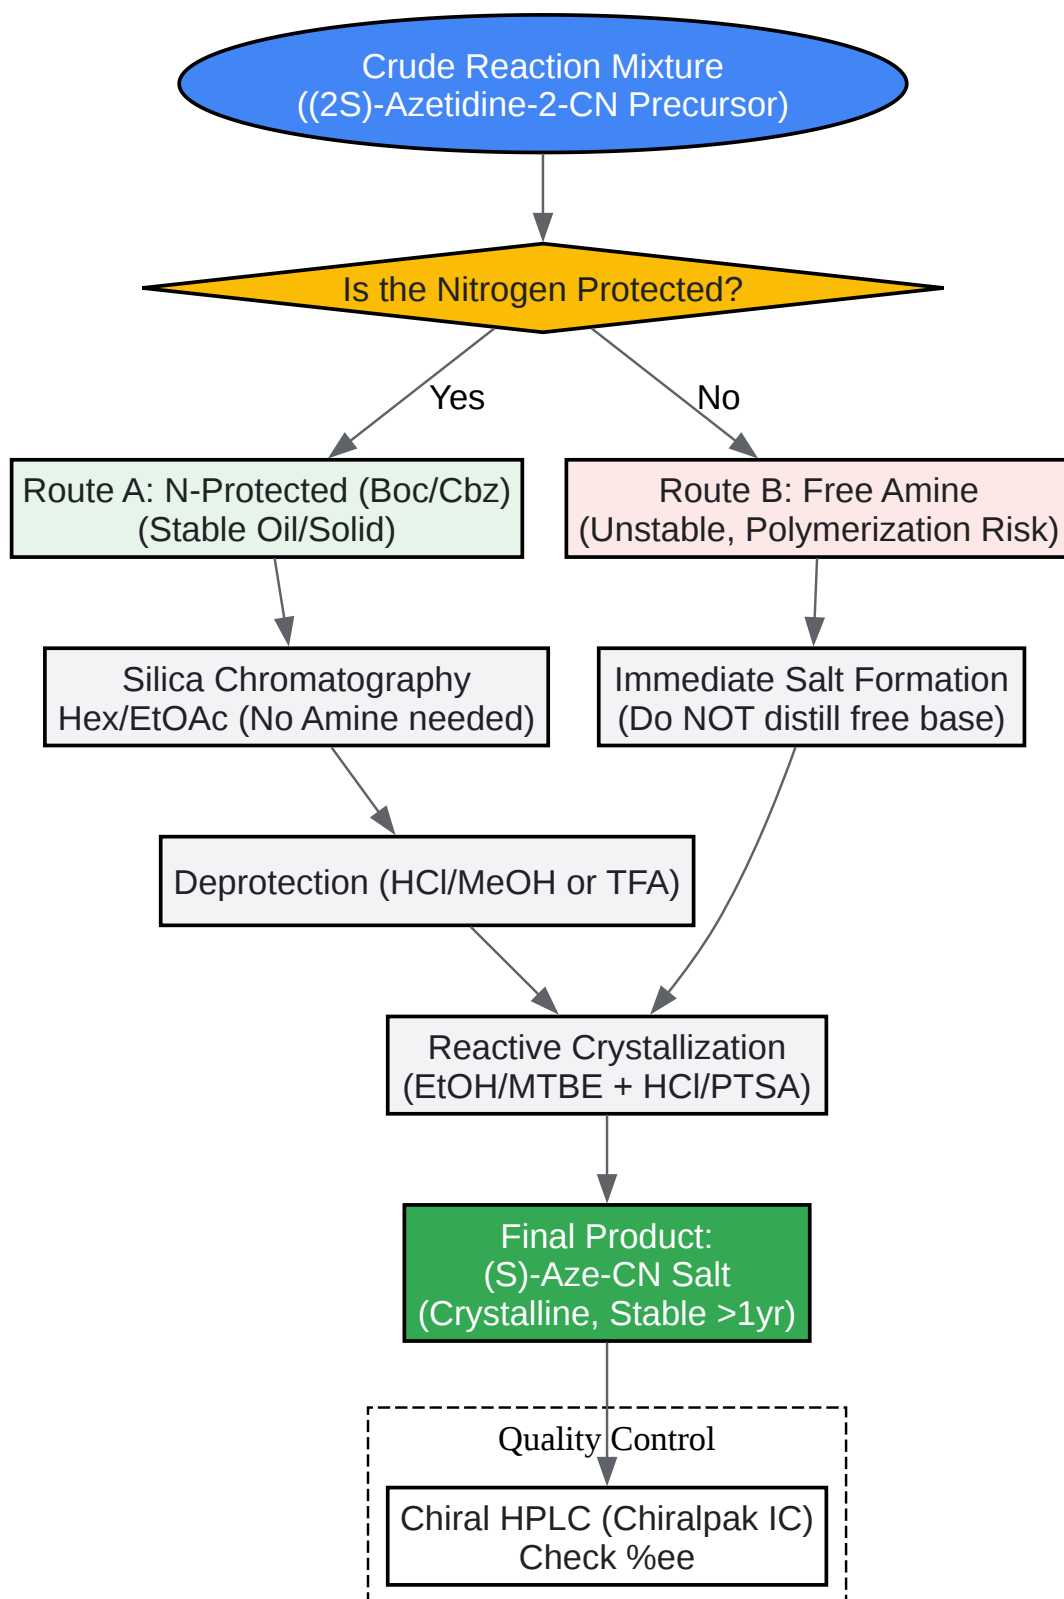 Crude Reaction Mixture
((2S)-Azetidine-2-CN Precursor)
Is the Nitrogen Protected?
Yes
No
Route A: N-Protected (Boc/Cbz)
(Stable Oil/Solid)
Route B: Free Amine
(Unstable, Polymerization Risk)
Silica Chromatography
Hex/EtOAc (No Amine needed)
Immediate Salt Formation
(Do NOT distill free base)
Deprotection (HCl/MeOH or TFA)
Reactive Crystallization
(EtOH/MTBE + HCl/PTSA)
Final Product:
(S)-Aze-CN Salt
(Crystalline, Stable >1yr)
Quality Control
Chiral HPLC (Chiralpak IC)
Check %ee